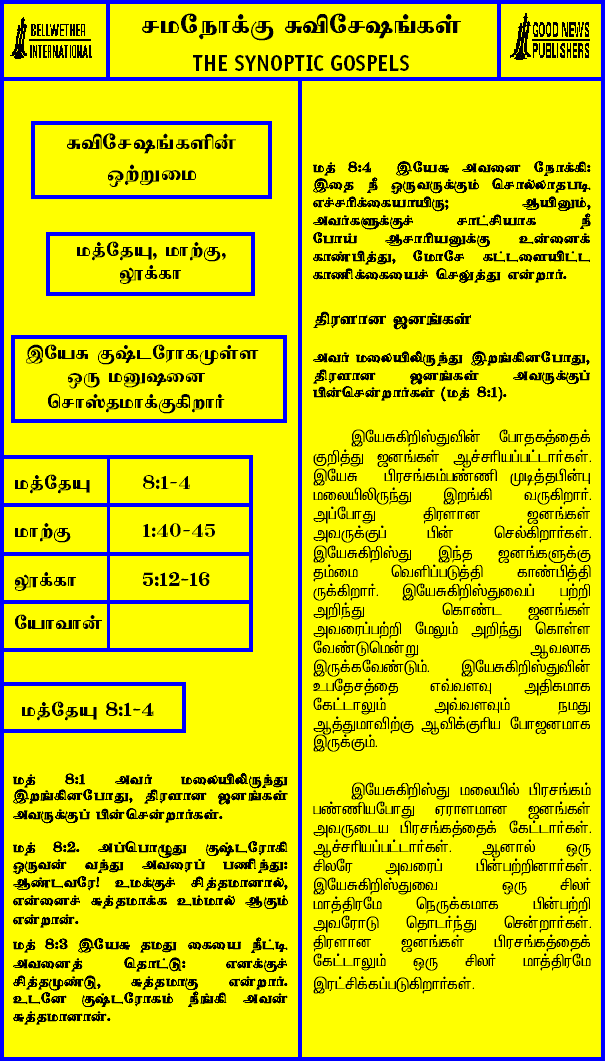 BELLWETHER
INTERNATIONAL
சமநோக்கு சுவிசேஷங்கள்
THE SYNOPTIC GOSPELS
GOOD NEWS
PUBLISHERS
சுவிசேஷங்களின்
ஒற்றுமை
மத்தேயு, மாற்கு,
லூக்கா
இயேசு குஷ்டரோகமுள்ள
ஒரு மனுஷனை
சொஸ்தமாக்குகிறார்
மத்தேயு 8:1-4
மாற்கு 1:40-45
லூக்கா 5:12-16
யோவான்
மத்தேயு 8:1-4
மத் 8:1 அவர் மலையிலிருந்து
இறங்கினபோது, திரளான ஜனங்கள்
அவருக்குப் பின்சென்றார்கள்.
மத் 8:2. அப்பொழுது குஷ்டரோகி
ஒருவன் வந்து அவரைப் பணிந்து:
ஆண்டவரே! உமக்குச் சித்தமானால்,
என்னைச் சுத்தமாக்க உம்மால் ஆகும்
என்றான்.
மத் 8:3 இயேசு தமது கையை நீட்டி
அவனைத் தொட்டு: எனக்குச்
சித்தமுண்டு, சுத்தமாகு என்றார்.
உடனே குஷ்டரோகம் நீங்கி அவன்
சுத்தமானான்.
மத் 8:4 இயேசு அவனை நோக்கி:
இதை நீ ஒருவருக்கும் சொல்லாதபடி
எச்சரிக்கையாயிரு; ஆயினும்,
அவர்களுக்குச் சாட்சியாக நீ
போய் ஆசாரியனுக்கு உன்னைக்
காண்பித்து, மோசே கட்டளையிட்ட
காணிக்கையைச் செலுத்து என்றார்.
திரளான ஜனங்கள்
அவர் மலையிலிருந்து இறங்கினபோது,
திரளான ஜனங்கள் அவருக்குப்
பின்சென்றார்கள் (மத் 8:1).
இயேசுகிறிஸ்துவின் போதகத்தைக்
குறித்து ஜனங்கள் ஆச்சரியப்பட்டார்கள்.
இயேசு பிரசங்கம்பண்ணி முடித்தபின்பு
மலையிலிருந்து இறங்கி வருகிறார்.
அப்போது திரளான ஜனங்கள்
அவருக்குப் பின் செல்கிறார்கள்.
இயேசுகிறிஸ்து இந்த ஜனங்களுக்கு
தம்மை வெளிப்படுத்தி காண்பித்தி
ருக்கிறார். இயேசுகிறிஸ்துவைப் பற்றி
அறிந்து கொண்ட ஜனங்கள்
அவரைப்பற்றி மேலும் அறிந்து கொள்ள
வேண்டுமென்று ஆவலாக
இருக்கவேண்டும். இயேசுகிறிஸ்துவின்
உபதேசத்தை எவ்வளவு அதிகமாக
கேட்டாலும் அவ்வளவும் நமது
ஆத்துமாவிற்கு ஆவிக்குரிய போஜனமாக
இருக்கும்.
இயேசுகிறிஸ்து மலையில் பிரசங்கம்
பண்ணியபோது ஏராளமான ஜனங்கள்
அவருடைய பிரசங்கத்தைக் கேட்டார்கள்.
ஆச்சரியப்பட்டார்கள். ஆனால் ஒரு
சிலரே அவரைப் பின்பற்றினார்கள்.
இயேசுகிறிஸ்துவை ஒரு சிலர்
மாத்திரமே நெருக்கமாக பின்பற்றி
அவரோடு தொடர்ந்து சென்றார்கள்.
திரளான ஜனங்கள் பிரசங்கத்தைக்
கேட்டாலும் ஒரு சிலர் மாத்திரமே
இரட்சிக்கப்படுகிறார்கள்.